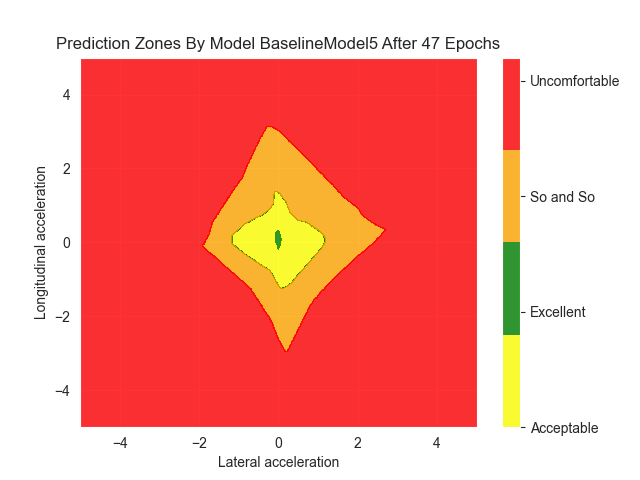 Prediction Zones By Model BaselineModel5 After 47 Epochs
Uncomfortable
So and So
Excellent
Acceptable
4
2
0
−2
−4
Longitudinal acceleration
−4
−2
0
2
4
Lateral acceleration